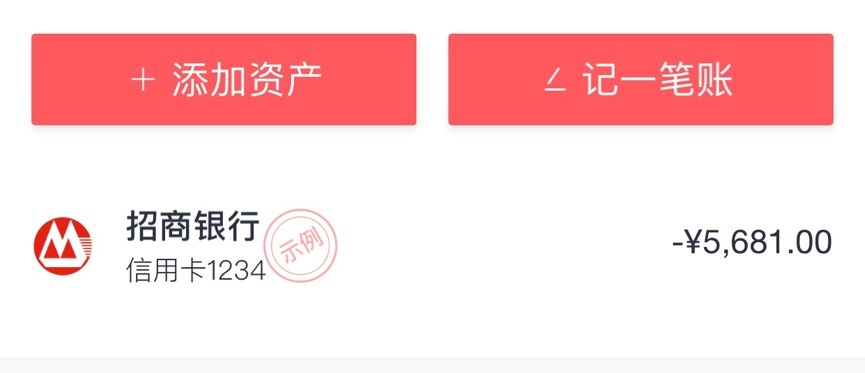 添加资产
记一笔账
招商银行
信用卡1234
示例
-¥5,681.00